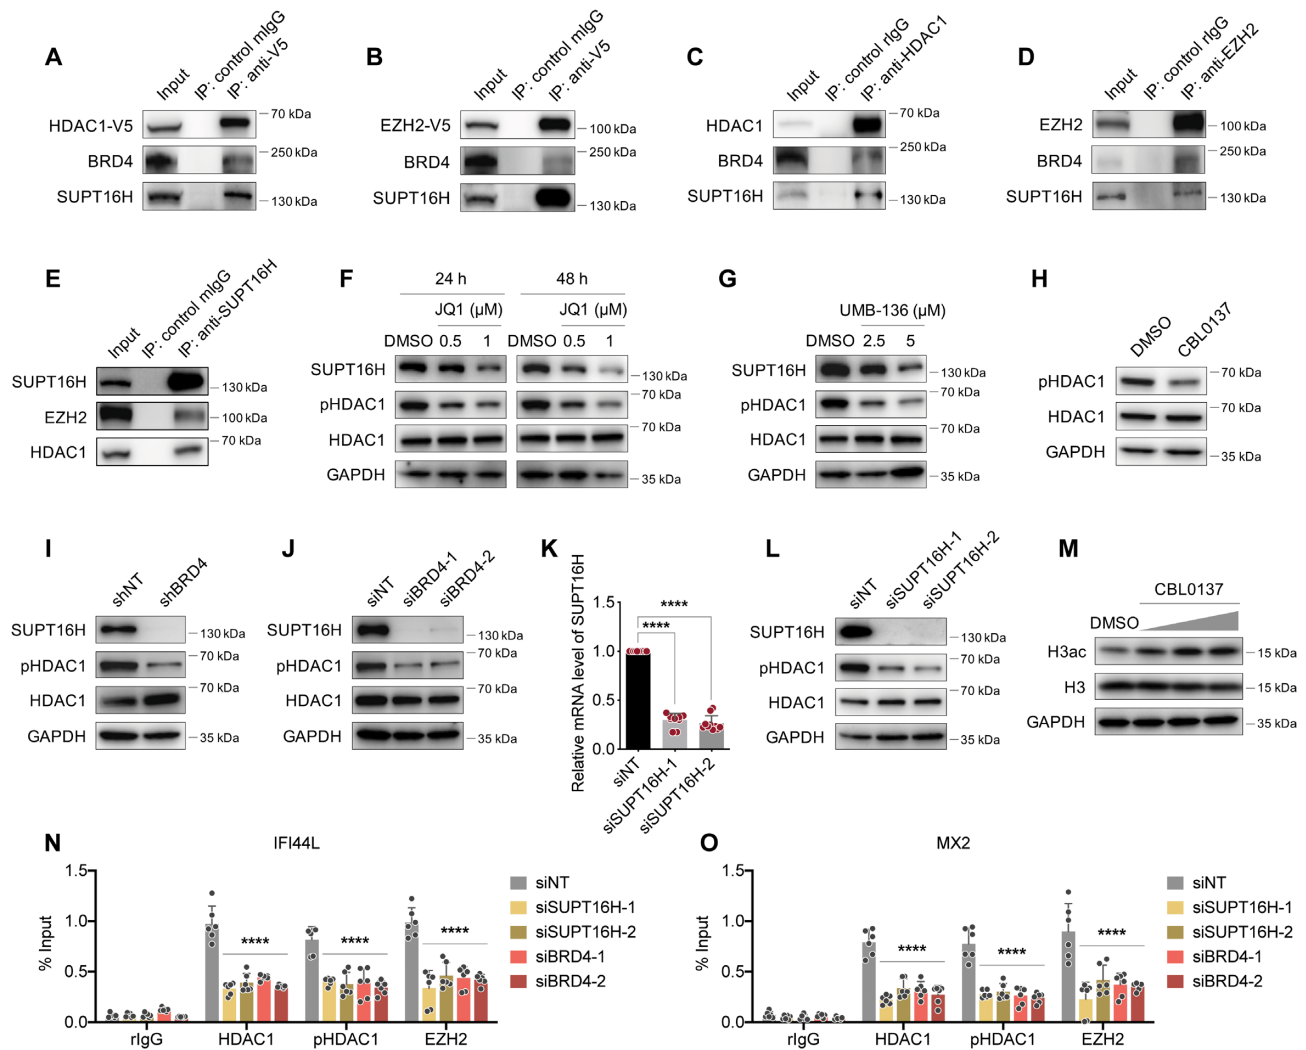 A
Input
IP: control mIgG
IP: anti-V5
HDAC1-V5
70 kDa
BRD4
250 kDa
SUPT16H
130 kDa
B
Input
IP: control mIgG
IP: anti-V5
EZH2-V5
100 kDa
BRD4
250 kDa
SUPT16H
130 kDa
C
Input
IP: control rIgG
IP: anti-HDAC1
HDAC1
70 kDa
BRD4
250 kDa
SUPT16H
130 kDa
D
Input
IP: control rIgG
IP: anti-EZH2
EZH2
100 kDa
BRD4
250 kDa
SUPT16H
130 kDa
E
Input
IP: control mIgG
IP: anti-SUPT16H
SUPT16H
130 kDa
EZH2
100 kDa
HDAC1
70 kDa
F
24 h
48 h
JQ1 (µM)
JQ1 (µM)
DMSO 0.5 1
DMSO 0.5 1
SUPT16H
130 kDa
pHDAC1
70 kDa
HDAC1
70 kDa
GAPDH
35 kDa
G
UMB-136 (µM)
DMSO 2.5 5
SUPT16H
130 kDa
pHDAC1
70 kDa
HDAC1
70 kDa
GAPDH
35 kDa
H
DMSO
CBL0137
pHDAC1
70 kDa
HDAC1
70 kDa
GAPDH
35 kDa
I
shNT
shBRD4
SUPT16H
130 kDa
pHDAC1
70 kDa
HDAC1
70 kDa
GAPDH
35 kDa
J
siNT
siBRD4-1
siBRD4-2
SUPT16H
130 kDa
pHDAC1
70 kDa
HDAC1
70 kDa
GAPDH
35 kDa
K
Relative mRNA level of SUPT16H
1.5
1.0
0.5
0.0
****
****
siNT
siSUPT16H-1
siSUPT16H-2
L
siNT
siSUPT16H-1
siSUPT16H-2
SUPT16H
130 kDa
pHDAC1
70 kDa
HDAC1
70 kDa
GAPDH
35 kDa
M
CBL0137
DMSO
H3ac
15 kDa
H3
15 kDa
GAPDH
35 kDa
N
IFI44L
% Input
1.5
1.0
0.5
0.0
****
****
****
rIgG
HDAC1
pHDAC1
EZH2
siNT
siSUPT16H-1
siSUPT16H-2
siBRD4-1
siBRD4-2
O
MX2
% Input
1.5
1.0
0.5
0.0
****
****
****
rIgG
HDAC1
pHDAC1
EZH2
siNT
siSUPT16H-1
siSUPT16H-2
siBRD4-1
siBRD4-2